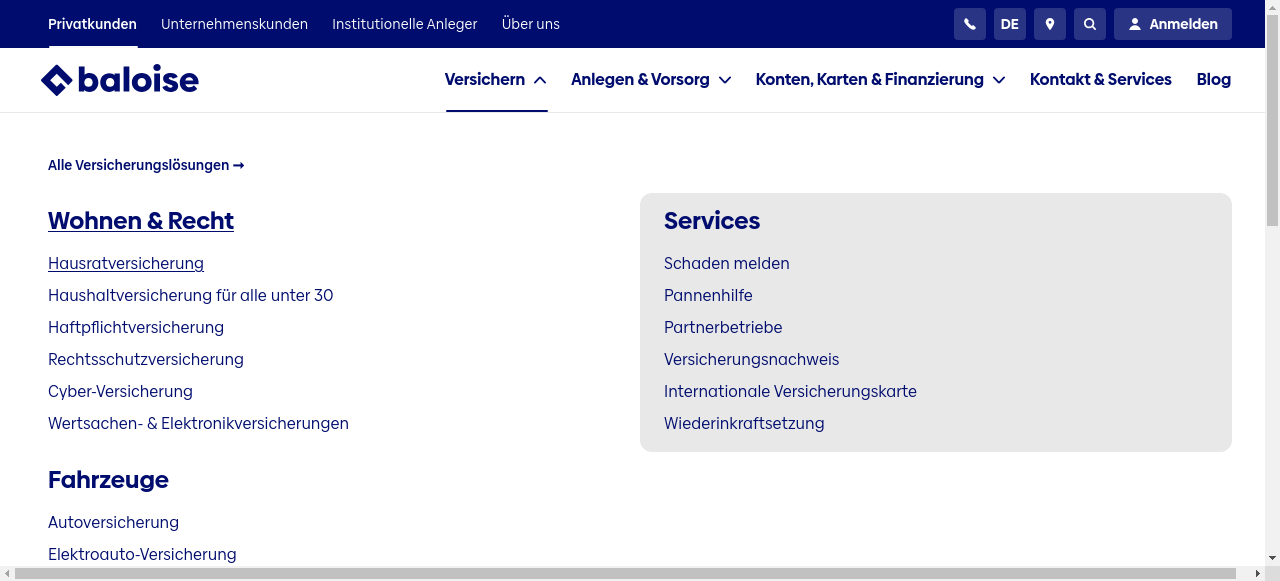 Privatkunden Unternehmenskunden Institutionelle Anleger Über uns DE Anmelden
baloise Versichern Anlegen & Vorsorg Konten, Karten & Finanzierung Kontakt & Services Blog
Alle Versicherungslösungen →
Wohnen & Recht
Hausratversicherung
Haushaltversicherung für alle unter 30
Haftpflichtversicherung
Rechtsschutzversicherung
Cyber-Versicherung
Wertsachen- & Elektronikversicherungen
Fahrzeuge
Autoversicherung
Elektroauto-Versicherung
Services
Schaden melden
Pannenhilfe
Partnerbetriebe
Versicherungsnachweis
Internationale Versicherungskarte
Wiederinkraftsetzung